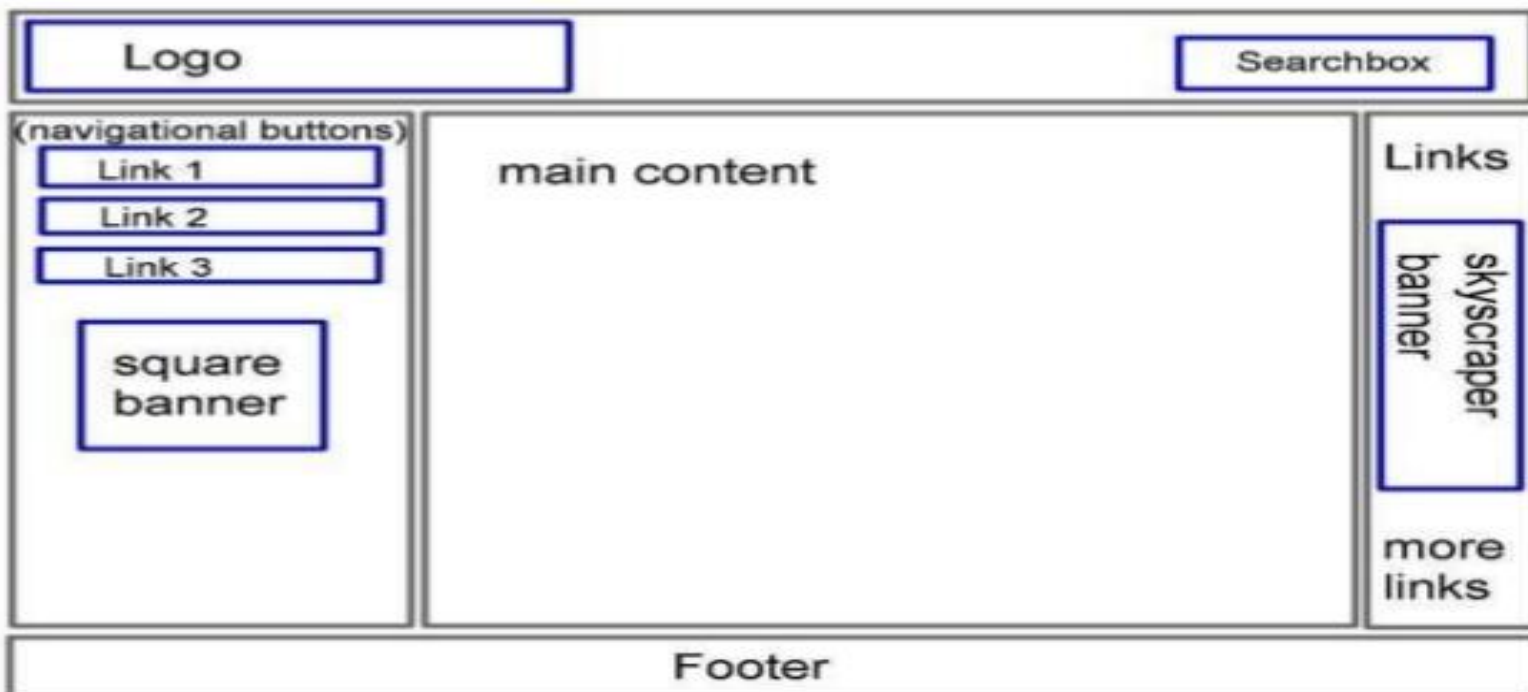 Logo
Searchbox
(navigational buttons)
Link 1
Link 2
Link 3
square
banner
main content
Links
skyscraper
banner
more
links
Footer